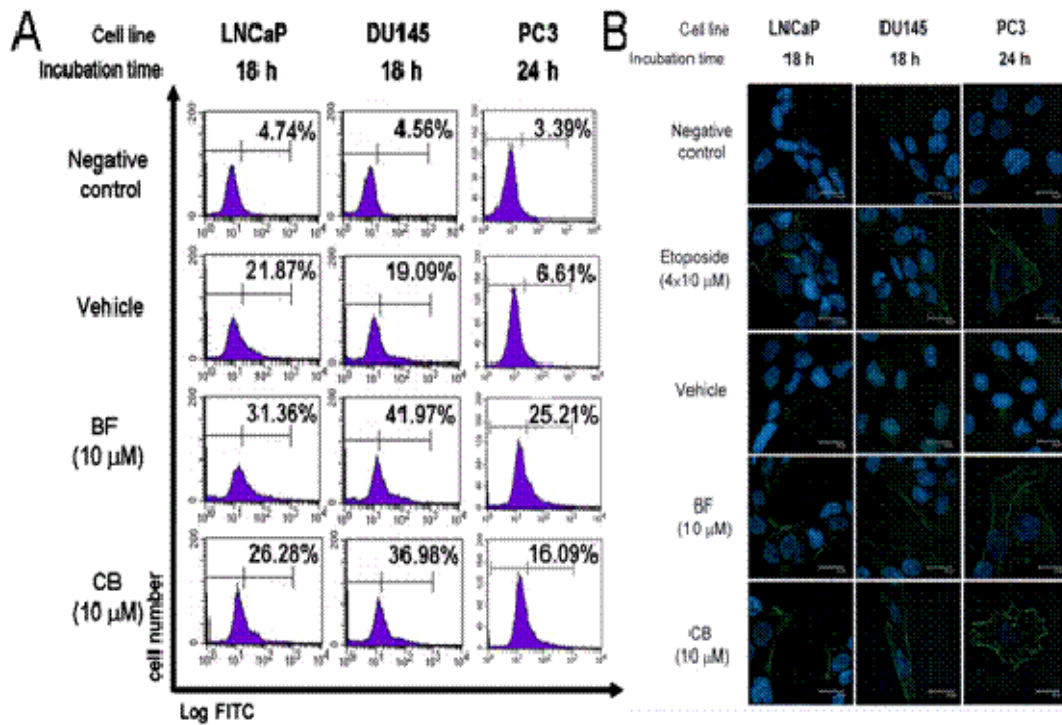 A
Cell line LNCaP DU145 PC3
Incubation time: 18 h 18 h 24 h
Negative control 4.74% 4.56% 3.39%
Vehicle 21.87% 19.09% 6.61%
BF (10 μM) 31.36% 41.97% 25.21%
CB (10 μM) 26.28% 36.98% 16.09%
cell number
Log FITC
B
Cell line LNCaP DU145 PC3
Incubation time: 18 h 18 h 24 h
Negative
control
Etoposide
(4×10 μM)
Vehicle
BF
(10 μM)
CB
(10 μM)